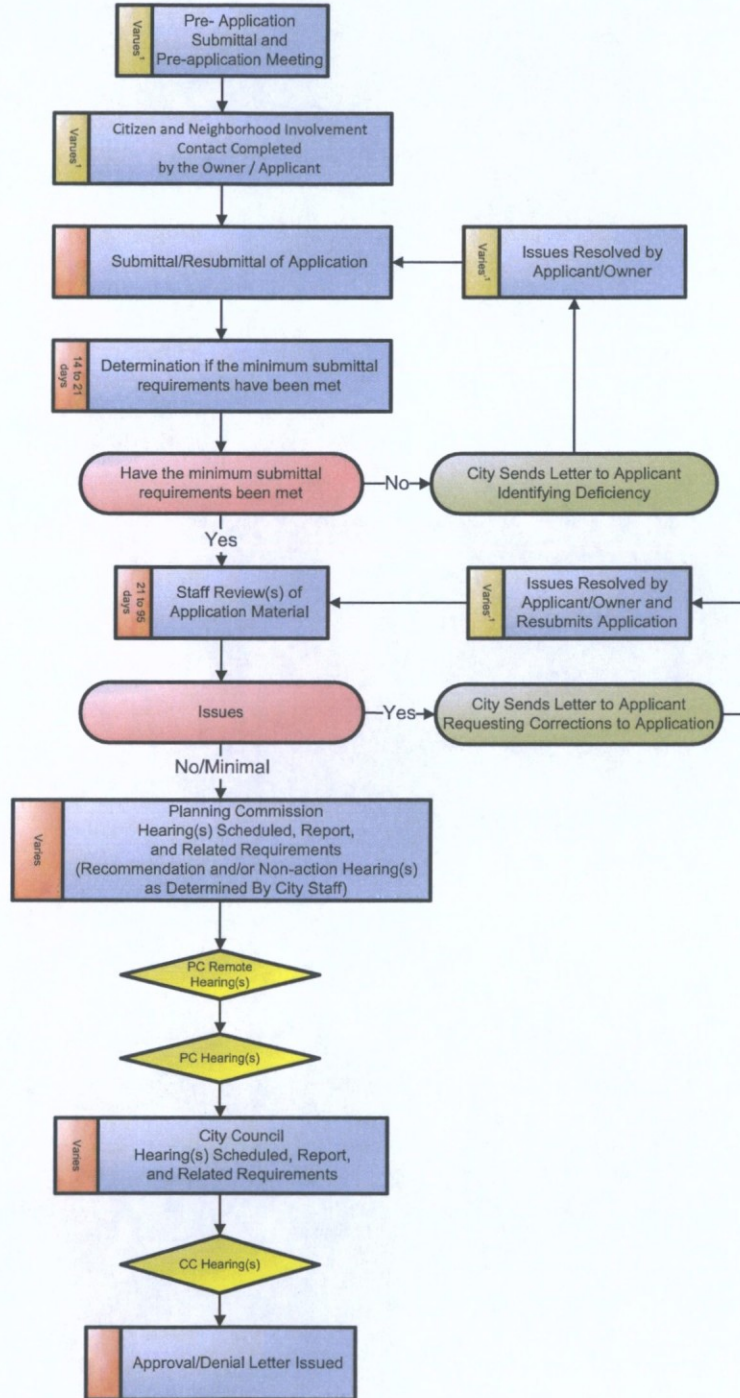 Pre- Application
Submittal and
Pre-application Meeting
Varues¹
Citizen and Neighborhood Involvement
Contact Completed
by the Owner / Applicant
Varues¹
Submittal/Resubmittal of Application
Issues Resolved by
Applicant/Owner
Varies¹
Determination if the minimum submittal
requirements have been met
14 to 21
days
Have the minimum submittal
requirements been met
No
City Sends Letter to Applicant
Identifying Deficiency
Yes
Staff Review(s) of
Application Material
21 to 95
days
Issues Resolved by
Applicant/Owner and
Resubmits Application
Varies¹
Issues
Yes
City Sends Letter to Applicant
Requesting Corrections to Application
No/Minimal
Planning Commission
Hearing(s) Scheduled, Report,
and Related Requirements
(Recommendation and/or Non-action Hearing(s)
as Determined By City Staff)
Varies
PC Remote
Hearing(s)
PC Hearing(s)
City Council
Hearing(s) Scheduled, Report,
and Related Requirements
Varies
CC Hearing(s)
Approval/Denial Letter Issued